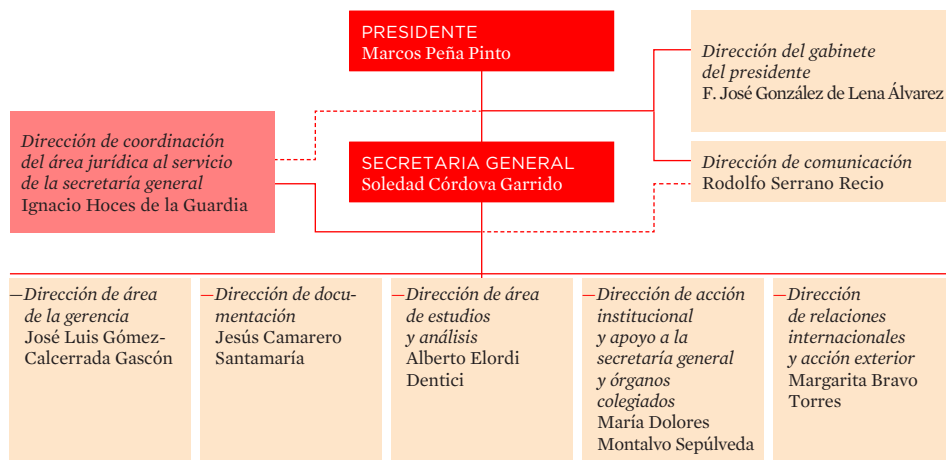 PRESIDENTE
Marcos Peña Pinto
Dirección del gabinete
del presidente
F. José González de Lena Álvarez
Dirección de coordinación
del área jurídica al servicio
de la secretaría general
Ignacio Hoces de la Guardia
SECRETARIA GENERAL
Soledad Córdova Garrido
Dirección de comunicación
Rodolfo Serrano Recio
—Dirección de área
de la gerencia
José Luis Gómez-
Calcerrada Gascón
—Dirección de docu-
mentación
Jesús Camarero
Santamaría
—Dirección de área
de estudios
y análisis
Alberto Elordi
Dentici
—Dirección de acción
institucional
y apoyo a la
secretaría general
y órganos
colegiados
María Dolores
Montalvo Sepúlveda
—Dirección
de relaciones
internacionales
y acción exterior
Margarita Bravo
Torres